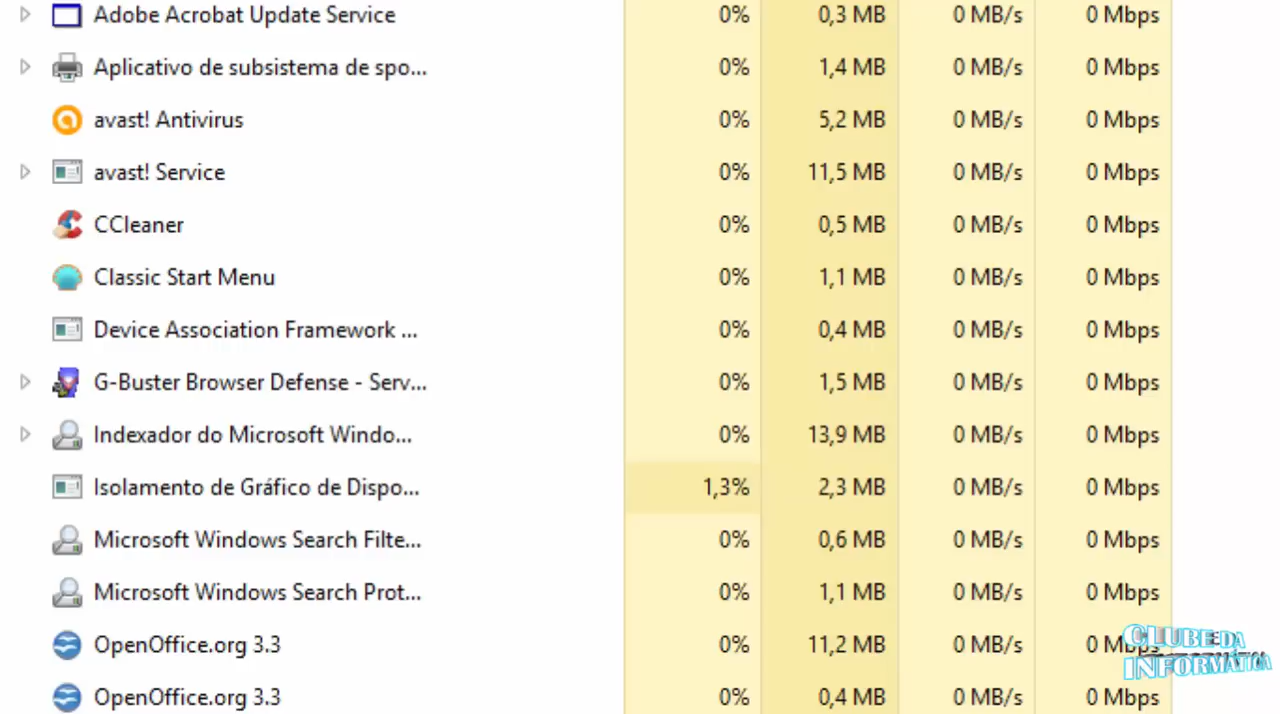 Adobe Acrobat Update Service 0% 0,3 MB 0 MB/s 0 Mbps
Aplicativo de subsistema de spo... 0% 1,4 MB 0 MB/s 0 Mbps
avast! Antivirus 0% 5,2 MB 0 MB/s 0 Mbps
avast! Service 0% 11,5 MB 0 MB/s 0 Mbps
CCleaner 0% 0,5 MB 0 MB/s 0 Mbps
Classic Start Menu 0% 1,1 MB 0 MB/s 0 Mbps
Device Association Framework ... 0% 0,4 MB 0 MB/s 0 Mbps
G-Buster Browser Defense - Serv... 0% 1,5 MB 0 MB/s 0 Mbps
Indexador do Microsoft Windo... 0% 13,9 MB 0 MB/s 0 Mbps
Isolamento de Gráfico de Dispo... 1,3% 2,3 MB 0 MB/s 0 Mbps
Microsoft Windows Search Filte... 0% 0,6 MB 0 MB/s 0 Mbps
Microsoft Windows Search Prot... 0% 1,1 MB 0 MB/s 0 Mbps
OpenOffice.org 3.3 0% 11,2 MB 0 MB/s 0 Mbps
CLUBE DA
INFORMÁTICA
OpenOffice.org 3.3 0% 0,4 MB 0 MB/s 0 Mbps